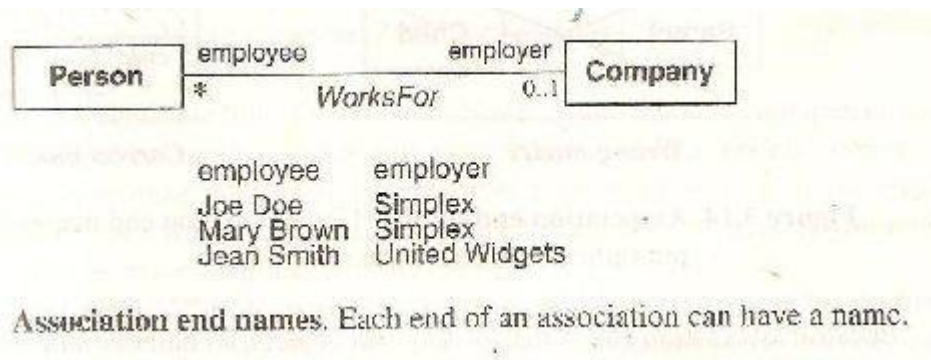 employee employer
Person Company
* WorksFor 0..1
employee employer
Joe Doe Simplex
Mary Brown Simplex
Jean Smith United Widgets
Association end names. Each end of an association can have a name.